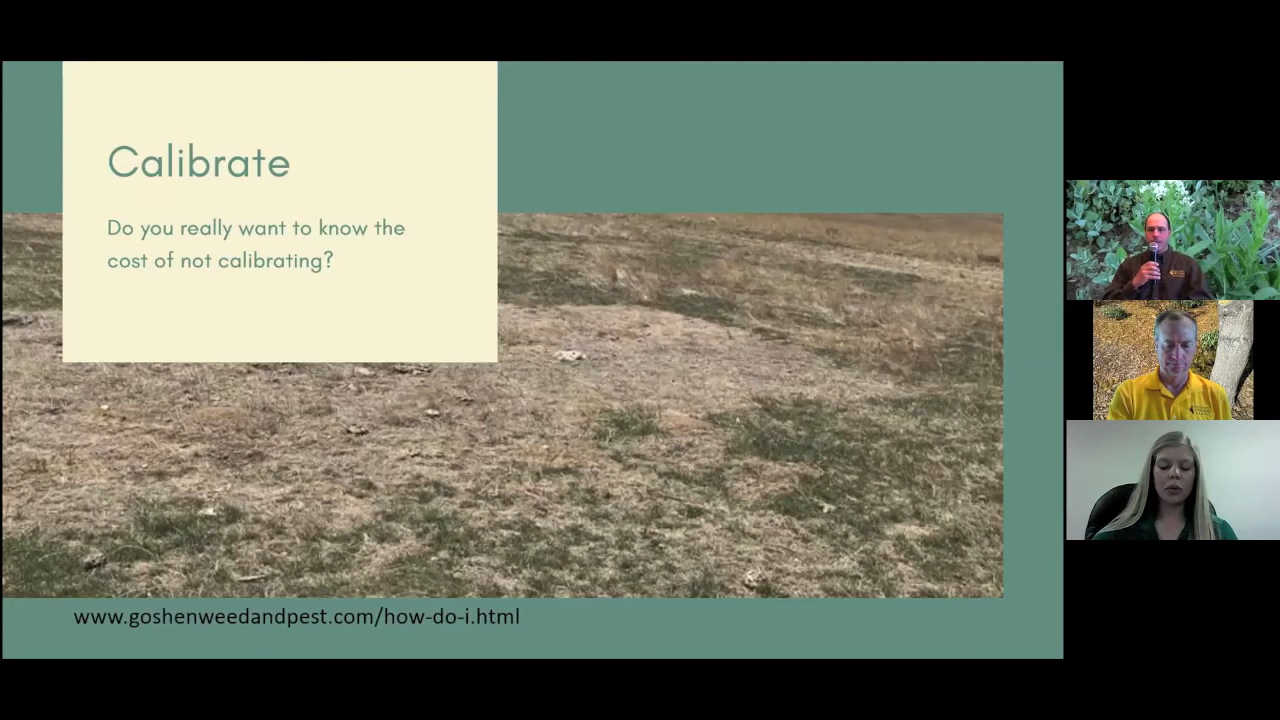 Calibrate
Do you really want to know the
cost of not calibrating?
www.goshenweedandpest.com/how-do-i.html